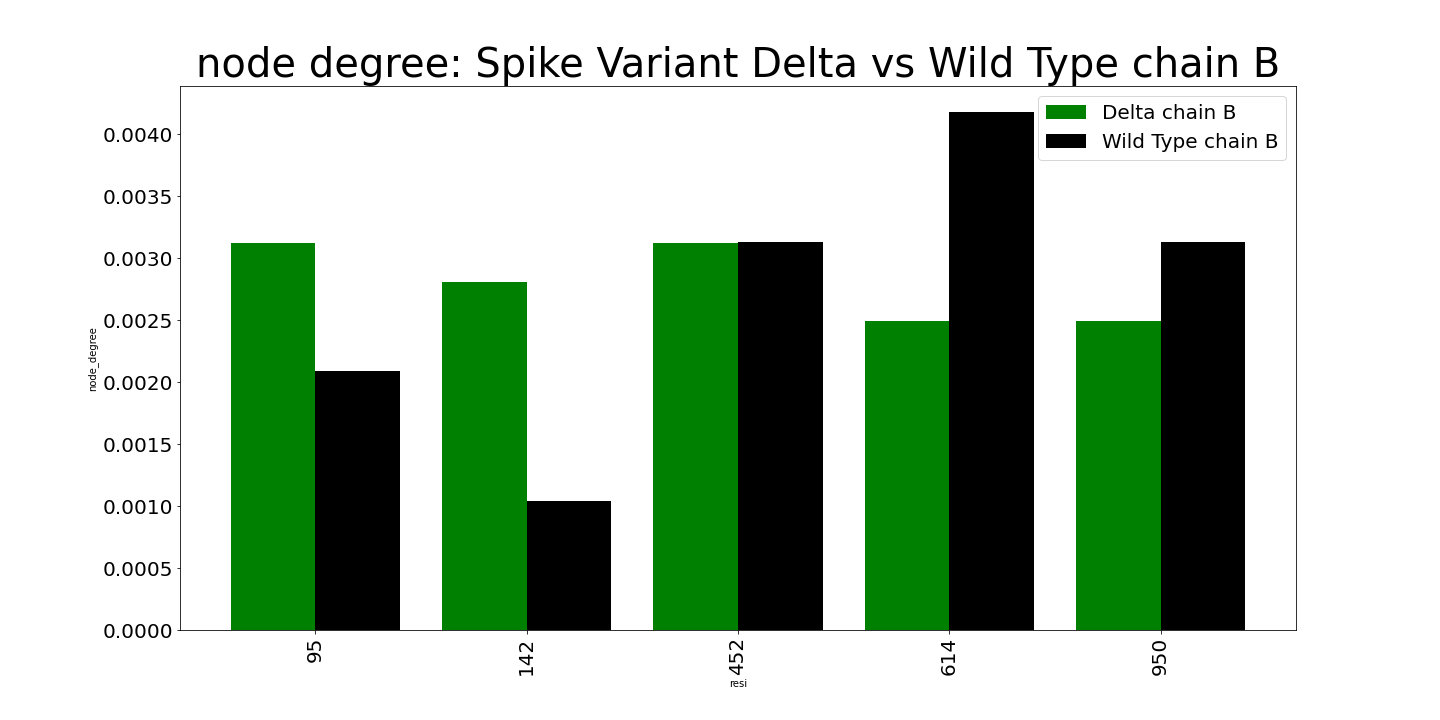 node degree: Spike Variant Delta vs Wild Type chain B
Delta chain B
Wild Type chain B
0.0040
0.0035
0.0030
0.0025
0.0020
0.0015
0.0010
0.0005
0.0000
node_degree
95
142
452
614
950
resi